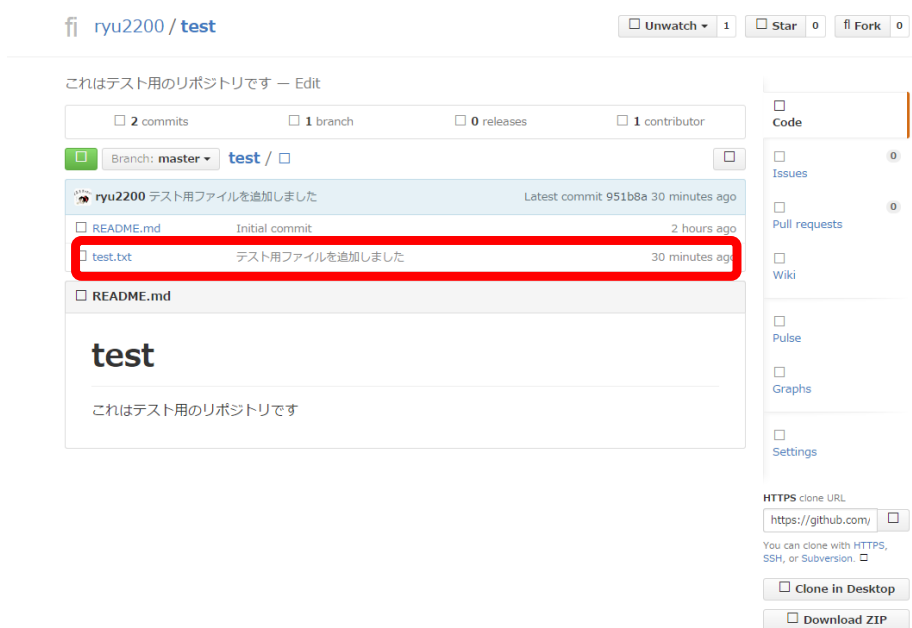 ryu2200 / test
Unwatch 1 Star 0 Fork 0
これはテスト用のリポジトリです — Edit
2 commits 1 branch 0 releases 1 contributor
Branch: master test /
ryu2200 テスト用ファイルを追加しました Latest commit 951b8a 30 minutes ago
README.md Initial commit 2 hours ago
test.txt テスト用ファイルを追加しました 30 minutes ago
README.md
test
これはテスト用のリポジトリです
Code
Issues 0
Pull requests 0
Wiki
Pulse
Graphs
Settings
HTTPS clone URL
https://github.com/
You can clone with HTTPS,
SSH, or Subversion.
Clone in Desktop
Download ZIP